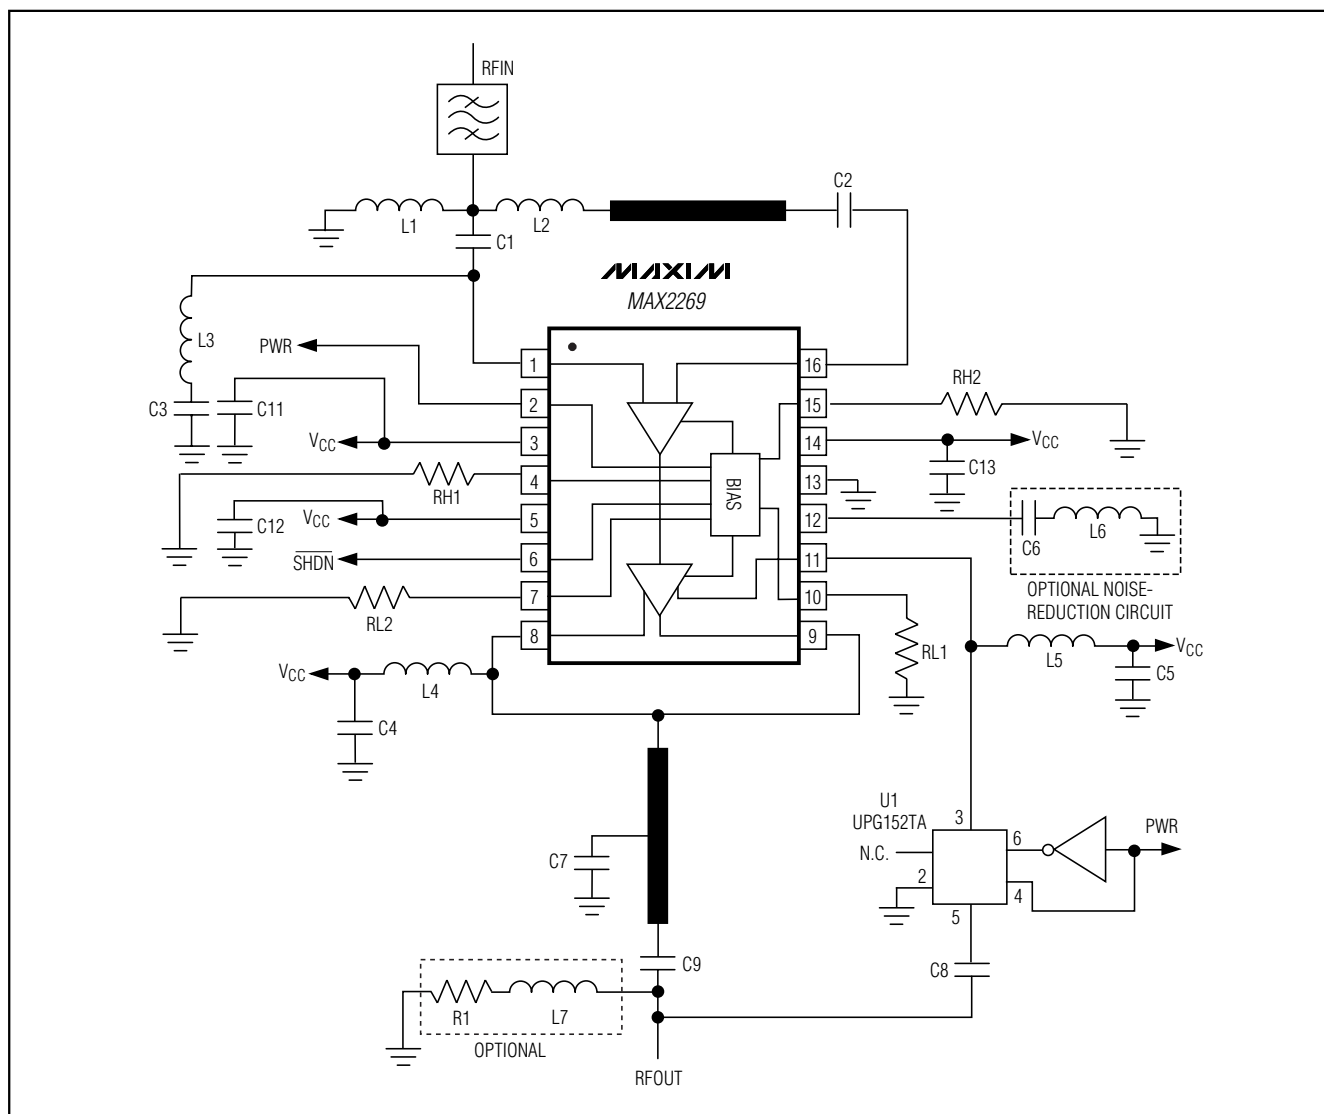 RFIN
C2
L1
L2
C1
MAXIM
MAX2269
L3
PWR
1
16
RH2
C3
C11
2
15
VCC
3
14
VCC
C13
RH1
4
13
BIAS
C12
VCC
5
12
C6
L6
SHDN
6
11
OPTIONAL NOISE-
REDUCTION CIRCUIT
RL2
7
10
8
9
RL1
VCC
L4
L5
VCC
C5
C4
U1
UPG152TA
3
PWR
N.C.
6
C7
2
4
5
C9
C8
R1
L7
OPTIONAL
RFOUT